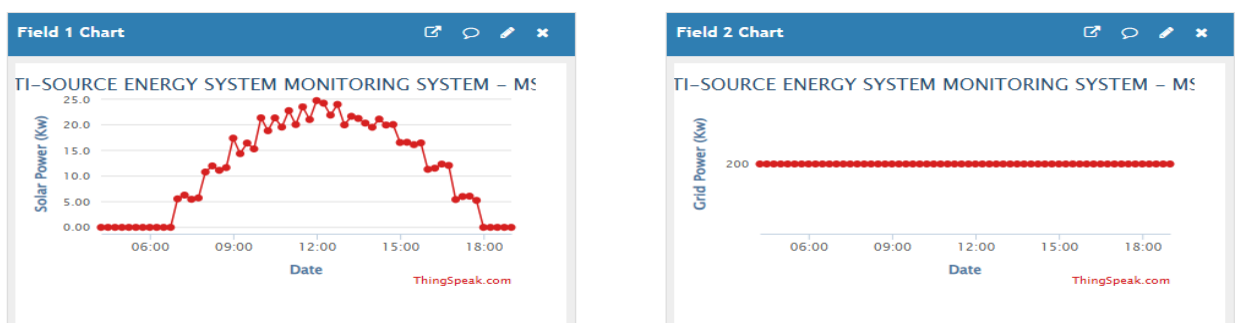 Field 1 Chart
TI-SOURCE ENERGY SYSTEM MONITORING SYSTEM - MS
Solar Power (Kw)
25.0
20.0
15.0
10.0
5.00
0.00
06:00 09:00 12:00 15:00 18:00
Date
ThingSpeak.com
Field 2 Chart
TI-SOURCE ENERGY SYSTEM MONITORING SYSTEM - MS
Grid Power (Kw)
200
06:00 09:00 12:00 15:00 18:00
Date
ThingSpeak.com